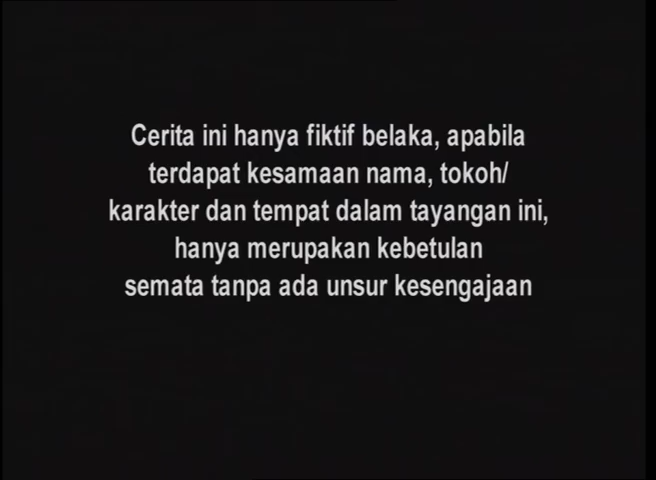 Cerita ini hanya fiktif belaka, apabila
terdapat kesamaan nama, tokoh/
karakter dan tempat dalam tayangan ini,
hanya merupakan kebetulan
semata tanpa ada unsur kesengajaan